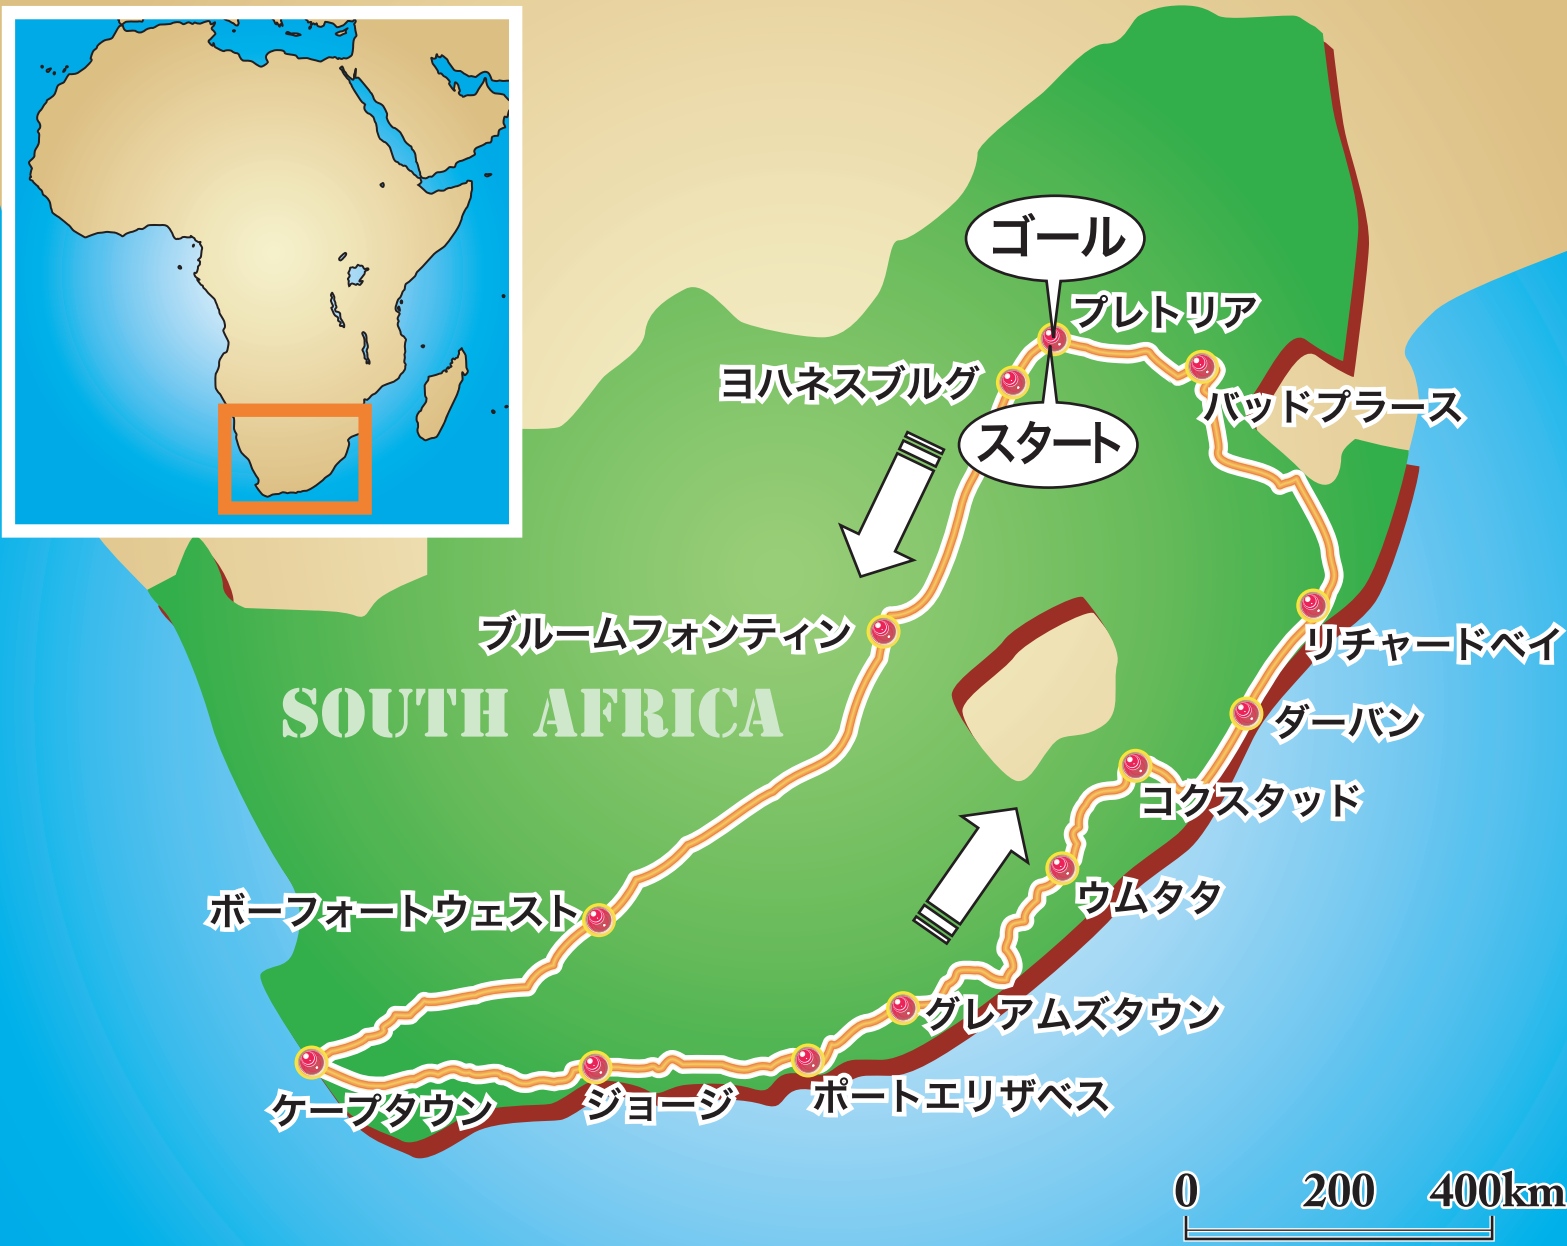 ゴール
プレトリア
ヨハネスブルグ
バッドプラース
スタート
ブルームフォンティン
リチャードベイ
SOUTH AFRICA
ダーバン
コクスタッド
ウムタタ
ボーフォートウェスト
グレアムズタウン
ケープタウン
ジョージ
ポートエリザベス
0 200 400km